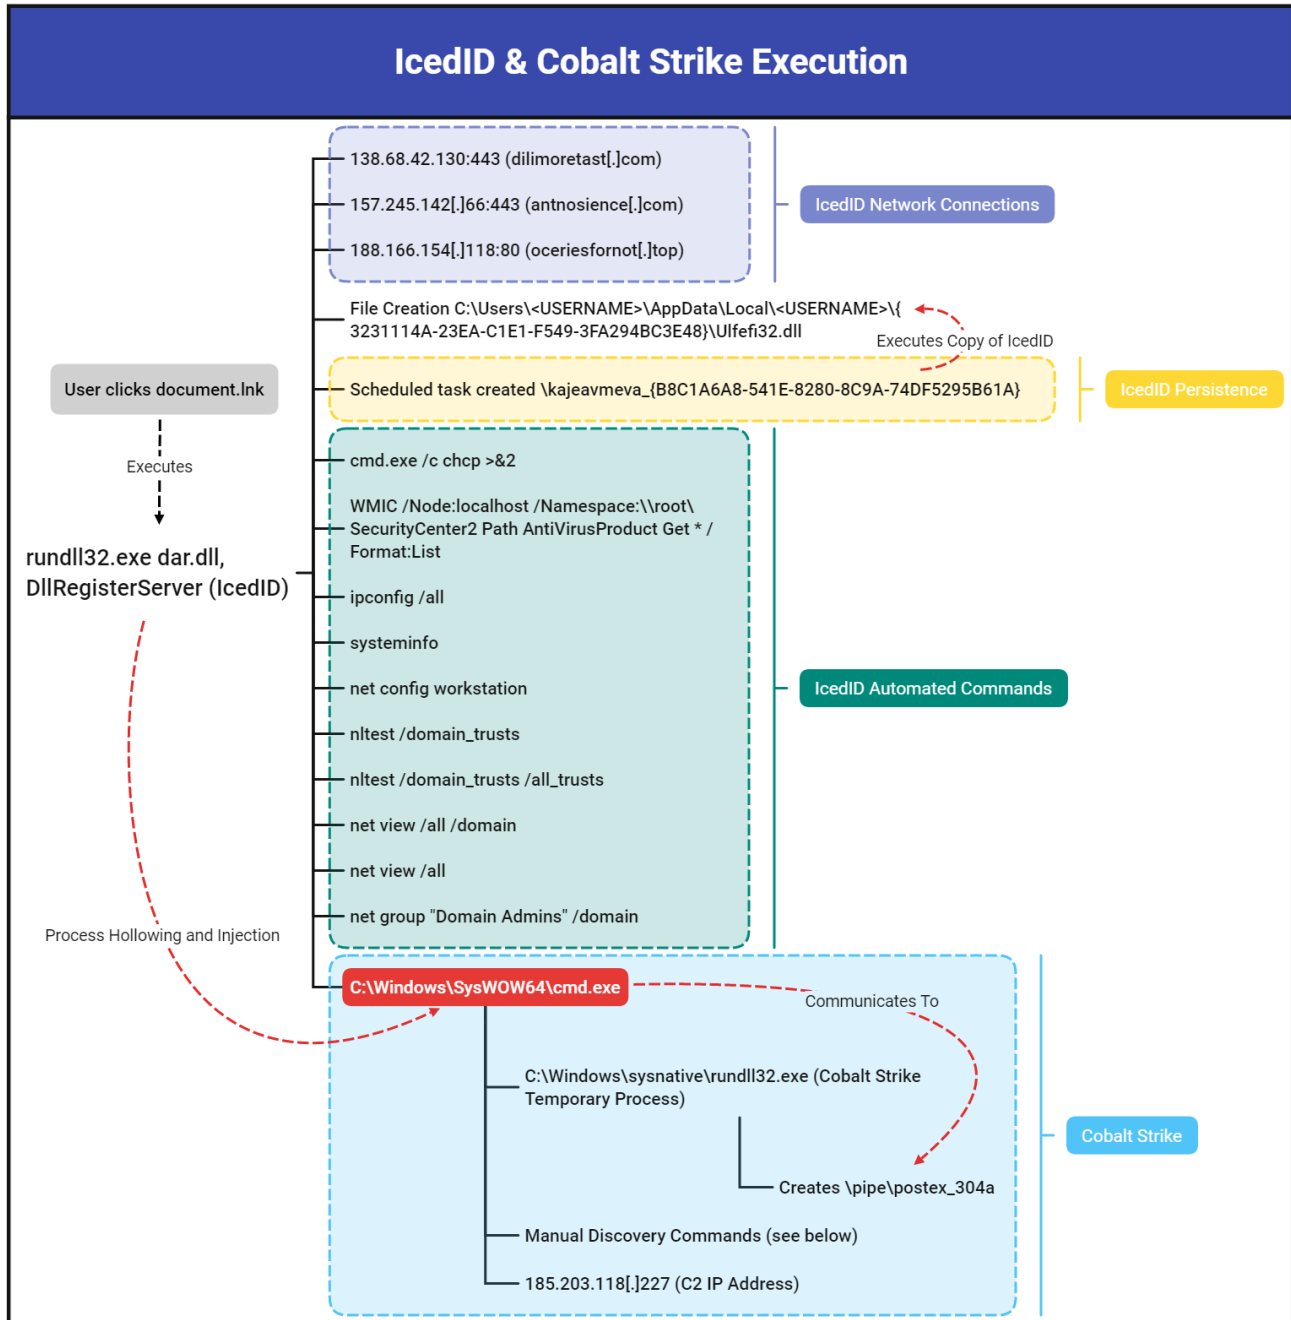 IcedID & Cobalt Strike Execution
138.68.42.130:443 (dilimoretast[.]com)
157.245.142[.]66:443 (antnosience[.]com)
188.166.154[.]118:80 (oceriesfornot[.]top)
IcedID Network Connections
File Creation C:\Users\<USERNAME>\AppData\Local\<USERNAME>\{
3231114A-23EA-C1E1-F549-3FA294BC3E48}\Ulfefi32.dll
Executes Copy of IcedID
User clicks document.lnk
Scheduled task created \kajeavmeva_{B8C1A6A8-541E-8280-8C9A-74DF5295B61A}
IcedID Persistence
Executes
rundll32.exe dar.dll,
DllRegisterServer (IcedID)
cmd.exe /c chcp >&2
WMIC /Node:localhost /Namespace:\\root\
SecurityCenter2 Path AntiVirusProduct Get * /
Format:List
ipconfig /all
systeminfo
net config workstation
nltest /domain_trusts
nltest /domain_trusts /all_trusts
net view /all /domain
net view /all
net group "Domain Admins" /domain
IcedID Automated Commands
Process Hollowing and Injection
C:\Windows\SysWOW64\cmd.exe
Communicates To
C:\Windows\sysnative\rundll32.exe (Cobalt Strike
Temporary Process)
Creates \pipe\postex_304a
Manual Discovery Commands (see below)
185.203.118[.]227 (C2 IP Address)
Cobalt Strike